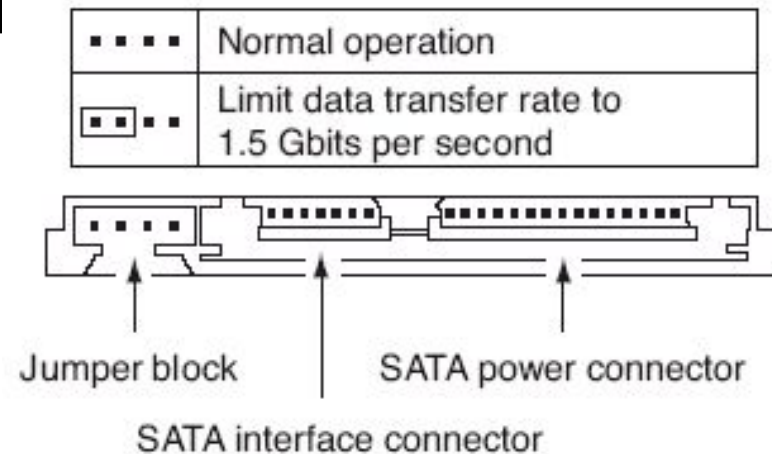 Normal operation
Limit data transfer rate to
1.5 Gbits per second
Jumper block
SATA power connector
SATA interface connector